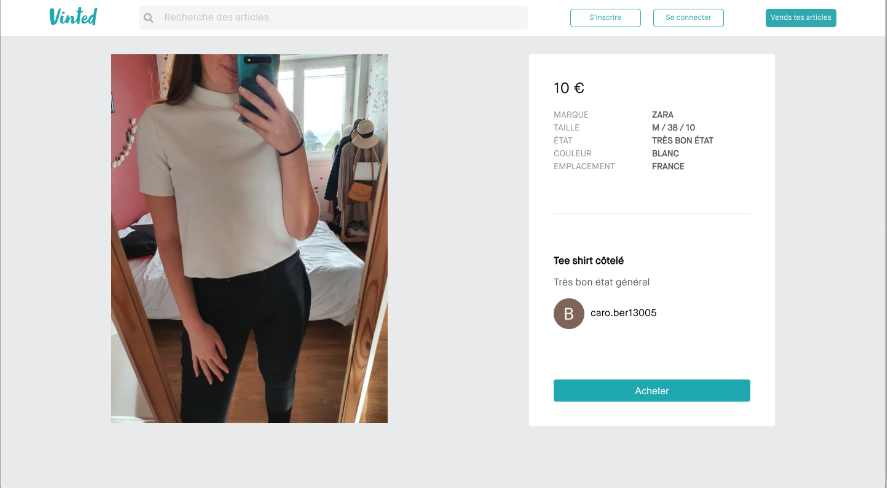 Vinted
Recherche des articles
S'inscrire
Se connecter
Vends tes articles
10 €
MARQUE ZARA
TAILLE M / 38 / 10
ÉTAT TRÈS BON ÉTAT
COULEUR BLANC
EMPLACEMENT FRANCE
Tee shirt côtelé
Très bon état général
B caro.ber13005
Acheter